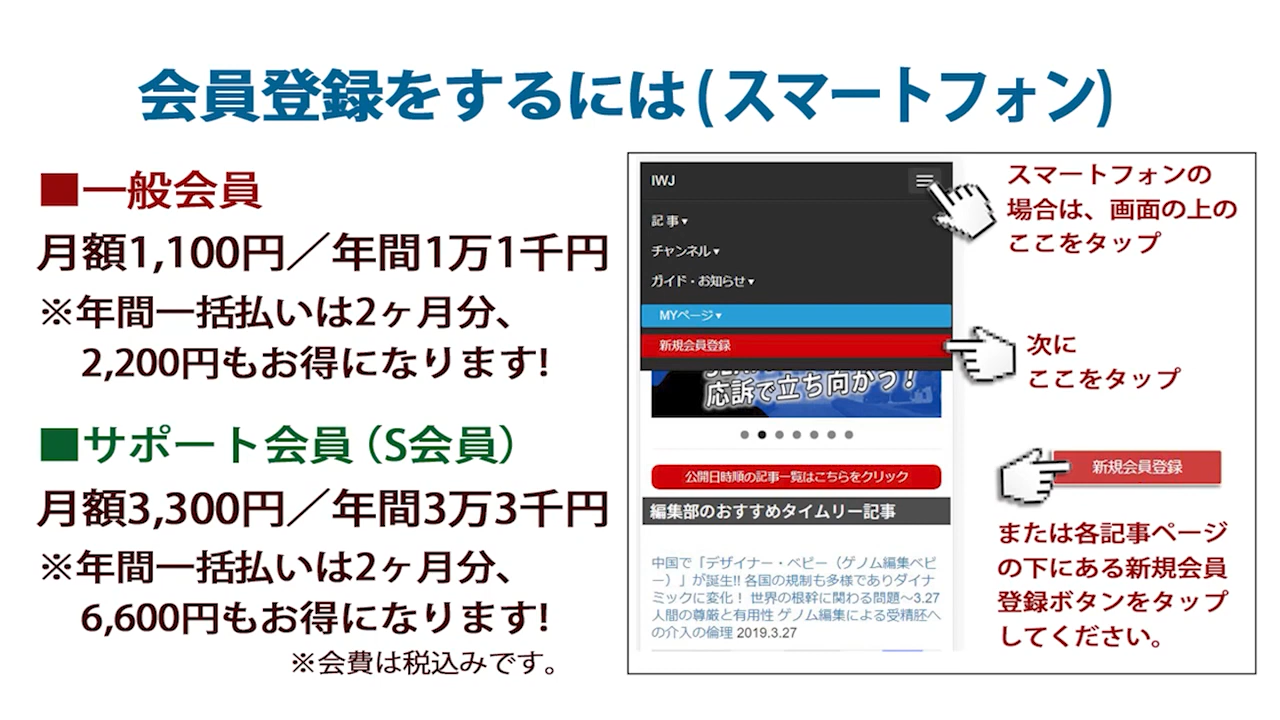 会員登録をするには(スマートフォン)
■一般会員
月額1,100円／年間1万1千円
※年間一括払いは2ヶ月分、
2,200円もお得になります!
■サポート会員（S会員）
月額3,300円／年間3万3千円
※年間一括払いは2ヶ月分、
6,600円もお得になります!
※会費は税込みです。
IWJ
記事▾
チャンネル▾
ガイド・お知らせ▾
MYページ▾
新規会員登録
応訴で立ち向かう！
公開日時順の記事一覧はこちらをクリック
編集部のおすすめタイムリー記事
中国で「デザイナー・ベビー（ゲノム編集ベビ
ー）」が誕生!! 各国の規制も多様でありダイナ
ミックに変化！ 世界の根幹に関わる問題～3.27
人間の尊厳と有用性 ゲノム編集による受精胚へ
の介入の倫理 2019.3.27
スマートフォンの
場合は、画面の上の
ここをタップ
次に
ここをタップ
新規会員登録
または各記事ページ
の下にある新規会員
登録ボタンをタップ
してください。